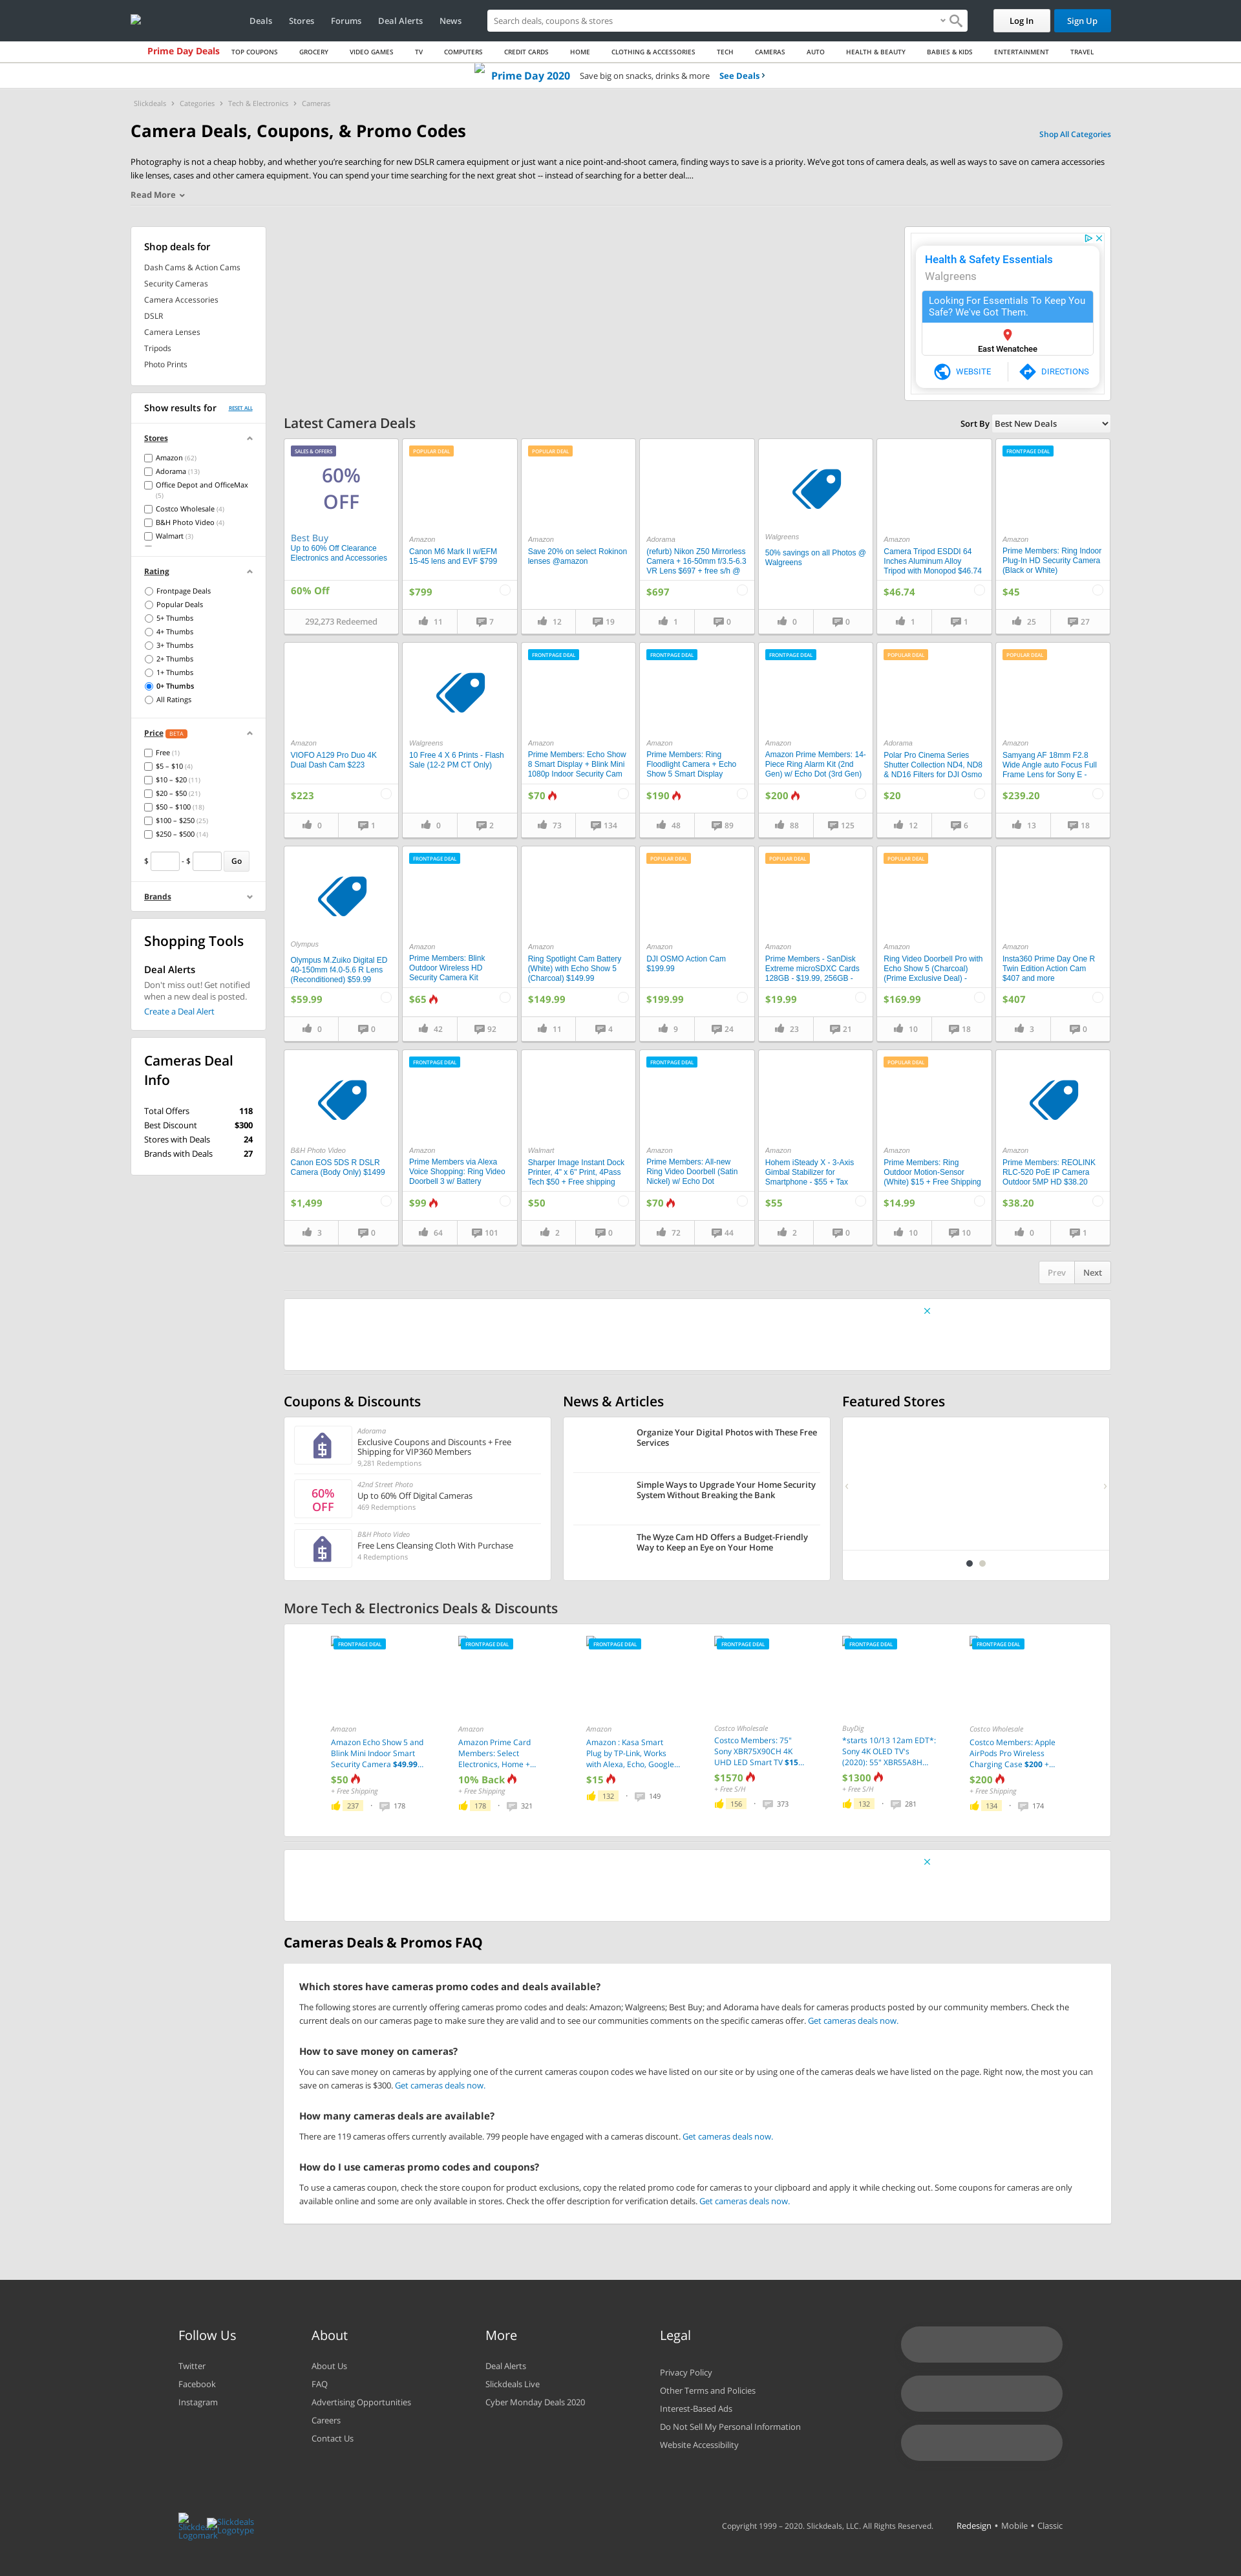 Deals Stores Forums Deal Alerts News
Search deals, coupons & stores
Log In Sign Up
Prime Day Deals TOP COUPONS GROCERY VIDEO GAMES TV COMPUTERS CREDIT CARDS HOME CLOTHING & ACCESSORIES TECH CAMERAS AUTO HEALTH & BEAUTY BABIES & KIDS ENTERTAINMENT TRAVEL
Prime Day 2020 Save big on snacks, drinks & more See Deals ›
Slickdeals › Categories › Tech & Electronics › Cameras
Camera Deals, Coupons, & Promo Codes
Shop All Categories
Photography is not a cheap hobby, and whether you’re searching for new DSLR camera equipment or just want a nice point-and-shoot camera, finding ways to save is a priority. We’ve got tons of camera deals, as well as ways to save on camera accessories
like lenses, cases and other camera equipment. You can spend your time searching for the next great shot -- instead of searching for a better deal....
Read More
Shop deals for
Dash Cams & Action Cams
Security Cameras
Camera Accessories
DSLR
Camera Lenses
Tripods
Photo Prints
Health & Safety Essentials
Walgreens
Looking For Essentials To Keep You
Safe? We've Got Them.
East Wenatchee
WEBSITE DIRECTIONS
Show results for RESET ALL
Stores
Amazon (62)
Adorama (13)
Office Depot and OfficeMax
(5)
Costco Wholesale (4)
B&H Photo Video (4)
Walmart (3)
Rating
Frontpage Deals
Popular Deals
5+ Thumbs
4+ Thumbs
3+ Thumbs
2+ Thumbs
1+ Thumbs
0+ Thumbs
All Ratings
Price BETA
Free (1)
$5 – $10 (4)
$10 – $20 (11)
$20 – $50 (21)
$50 – $100 (18)
$100 – $250 (25)
$250 – $500 (14)
$ - $ Go
Brands
Shopping Tools
Deal Alerts
Don't miss out! Get notified
when a new deal is posted.
Create a Deal Alert
Cameras Deal
Info
Total Offers 118
Best Discount $300
Stores with Deals 24
Brands with Deals 27
Latest Camera Deals
Sort By Best New Deals
SALES & OFFERS
60%
OFF
Best Buy
Up to 60% Off Clearance
Electronics and Accessories
60% Off
292,273 Redeemed
POPULAR DEAL
Amazon
Canon M6 Mark II w/EFM
15-45 lens and EVF $799
$799
11 7
POPULAR DEAL
Amazon
Save 20% on select Rokinon
lenses @amazon
12 19
Adorama
(refurb) Nikon Z50 Mirrorless
Camera + 16-50mm f/3.5-6.3
VR Lens $697 + free s/h @
$697
1 0
Walgreens
50% savings on all Photos @
Walgreens
0 0
Amazon
Camera Tripod ESDDI 64
Inches Aluminum Alloy
Tripod with Monopod $46.74
$46.74
1 1
FRONTPAGE DEAL
Amazon
Prime Members: Ring Indoor
Plug-In HD Security Camera
(Black or White)
$45
25 27
Amazon
VIOFO A129 Pro Duo 4K
Dual Dash Cam $223
$223
0 1
Walgreens
10 Free 4 X 6 Prints - Flash
Sale (12-2 PM CT Only)
0 2
FRONTPAGE DEAL
Amazon
Prime Members: Echo Show
8 Smart Display + Blink Mini
1080p Indoor Security Cam
$70
73 134
FRONTPAGE DEAL
Amazon
Prime Members: Ring
Floodlight Camera + Echo
Show 5 Smart Display
$190
48 89
FRONTPAGE DEAL
Amazon
Amazon Prime Members: 14-
Piece Ring Alarm Kit (2nd
Gen) w/ Echo Dot (3rd Gen)
$200
88 125
POPULAR DEAL
Adorama
Polar Pro Cinema Series
Shutter Collection ND4, ND8
& ND16 Filters for DJI Osmo
$20
12 6
POPULAR DEAL
Amazon
Samyang AF 18mm F2.8
Wide Angle auto Focus Full
Frame Lens for Sony E -
$239.20
13 18
Olympus
Olympus M.Zuiko Digital ED
40-150mm f4.0-5.6 R Lens
(Reconditioned) $59.99
$59.99
0 0
FRONTPAGE DEAL
Amazon
Prime Members: Blink
Outdoor Wireless HD
Security Camera Kit
$65
42 92
Amazon
Ring Spotlight Cam Battery
(White) with Echo Show 5
(Charcoal) $149.99
$149.99
11 4
POPULAR DEAL
Amazon
DJI OSMO Action Cam
$199.99
$199.99
9 24
POPULAR DEAL
Amazon
Prime Members - SanDisk
Extreme microSDXC Cards
128GB - $19.99, 256GB -
$19.99
23 21
POPULAR DEAL
Amazon
Ring Video Doorbell Pro with
Echo Show 5 (Charcoal)
(Prime Exclusive Deal) -
$169.99
10 18
Amazon
Insta360 Prime Day One R
Twin Edition Action Cam
$407 and more
$407
3 0
B&H Photo Video
Canon EOS 5DS R DSLR
Camera (Body Only) $1499
$1,499
3 0
FRONTPAGE DEAL
Amazon
Prime Members via Alexa
Voice Shopping: Ring Video
Doorbell 3 w/ Battery
$99
64 101
Walmart
Sharper Image Instant Dock
Printer, 4" x 6" Print, 4Pass
Tech $50 + Free shipping
$50
2 0
FRONTPAGE DEAL
Amazon
Prime Members: All-new
Ring Video Doorbell (Satin
Nickel) w/ Echo Dot
$70
72 44
Amazon
Hohem iSteady X - 3-Axis
Gimbal Stabilizer for
Smartphone - $55 + Tax
$55
2 0
POPULAR DEAL
Amazon
Prime Members: Ring
Outdoor Motion-Sensor
(White) $15 + Free Shipping
$14.99
10 10
Amazon
Prime Members: REOLINK
RLC-520 PoE IP Camera
Outdoor 5MP HD $38.20
$38.20
0 1
Prev Next
Coupons & Discounts
Adorama
Exclusive Coupons and Discounts + Free
Shipping for VIP360 Members
9,281 Redemptions
60%
OFF
42nd Street Photo
Up to 60% Off Digital Cameras
469 Redemptions
B&H Photo Video
Free Lens Cleansing Cloth With Purchase
4 Redemptions
News & Articles
Organize Your Digital Photos with These Free
Services
Simple Ways to Upgrade Your Home Security
System Without Breaking the Bank
The Wyze Cam HD Offers a Budget-Friendly
Way to Keep an Eye on Your Home
Featured Stores
More Tech & Electronics Deals & Discounts
FRONTPAGE DEAL
Amazon
Amazon Echo Show 5 and
Blink Mini Indoor Smart
Security Camera $49.99...
$50
+ Free Shipping
237 · 178
FRONTPAGE DEAL
Amazon
Amazon Prime Card
Members: Select
Electronics, Home +...
10% Back
+ Free Shipping
178 · 321
FRONTPAGE DEAL
Amazon
Amazon : Kasa Smart
Plug by TP-Link, Works
with Alexa, Echo, Google...
$15
132 · 149
FRONTPAGE DEAL
Costco Wholesale
Costco Members: 75"
Sony XBR75X90CH 4K
UHD LED Smart TV $15...
$1570
+ Free S/H
156 · 373
FRONTPAGE DEAL
BuyDig
*starts 10/13 12am EDT*:
Sony 4K OLED TV's
(2020): 55" XBR55A8H...
$1300
+ Free S/H
132 · 281
FRONTPAGE DEAL
Costco Wholesale
Costco Members: Apple
AirPods Pro Wireless
Charging Case $200 +...
$200
+ Free Shipping
134 · 174
Cameras Deals & Promos FAQ
Which stores have cameras promo codes and deals available?
The following stores are currently offering cameras promo codes and deals: Amazon; Walgreens; Best Buy; and Adorama have deals for cameras products posted by our community members. Check the
current deals on our cameras page to make sure they are valid and to see our communities comments on the specific cameras offer. Get cameras deals now.
How to save money on cameras?
You can save money on cameras by applying one of the current cameras coupon codes we have listed on our site or by using one of the cameras deals we have listed on the page. Right now, the most you can
save on cameras is $300. Get cameras deals now.
How many cameras deals are available?
There are 119 cameras offers currently available. 799 people have engaged with a cameras discount. Get cameras deals now.
How do I use cameras promo codes and coupons?
To use a cameras coupon, check the store coupon for product exclusions, copy the related promo code for cameras to your clipboard and apply it while checking out. Some coupons for cameras are only
available online and some are only available in stores. Check the offer description for verification details. Get cameras deals now.
Follow Us
Twitter
Facebook
Instagram
About
About Us
FAQ
Advertising Opportunities
Careers
Contact Us
More
Deal Alerts
Slickdeals Live
Cyber Monday Deals 2020
Legal
Privacy Policy
Other Terms and Policies
Interest-Based Ads
Do Not Sell My Personal Information
Website Accessibility
Slickdeals
Logomark
Slickdeals
Logotype
Copyright 1999 – 2020. Slickdeals, LLC. All Rights Reserved. Redesign • Mobile • Classic